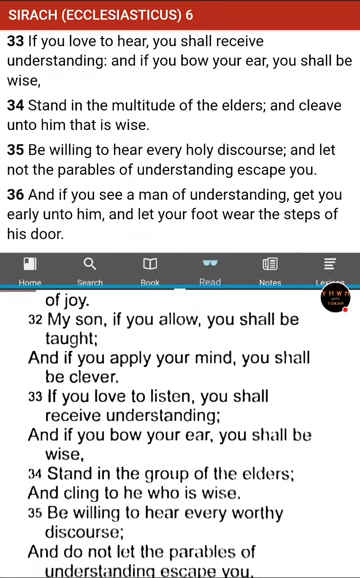 SIRACH (ECCLESIASTICUS) 6
33 If you love to hear, you shall receive
understanding: and if you bow your ear, you shall be
wise,
34 Stand in the multitude of the elders; and cleave
unto him that is wise.
35 Be willing to hear every holy discourse; and let
not the parables of understanding escape you.
36 And if you see a man of understanding, get you
early unto him, and let your foot wear the steps of
his door.
Home Search Book Read Notes Lexicon
of joy.
32 My son, if you allow, you shall be
taught;
And if you apply your mind, you shall
be clever.
33 If you love to listen, you shall
receive understanding;
And if you bow your ear, you shall be
wise,
34 Stand in the group of the elders;
And cling to he who is wise.
35 Be willing to hear every worthy
discourse;
And do not let the parables of
understanding escape you.